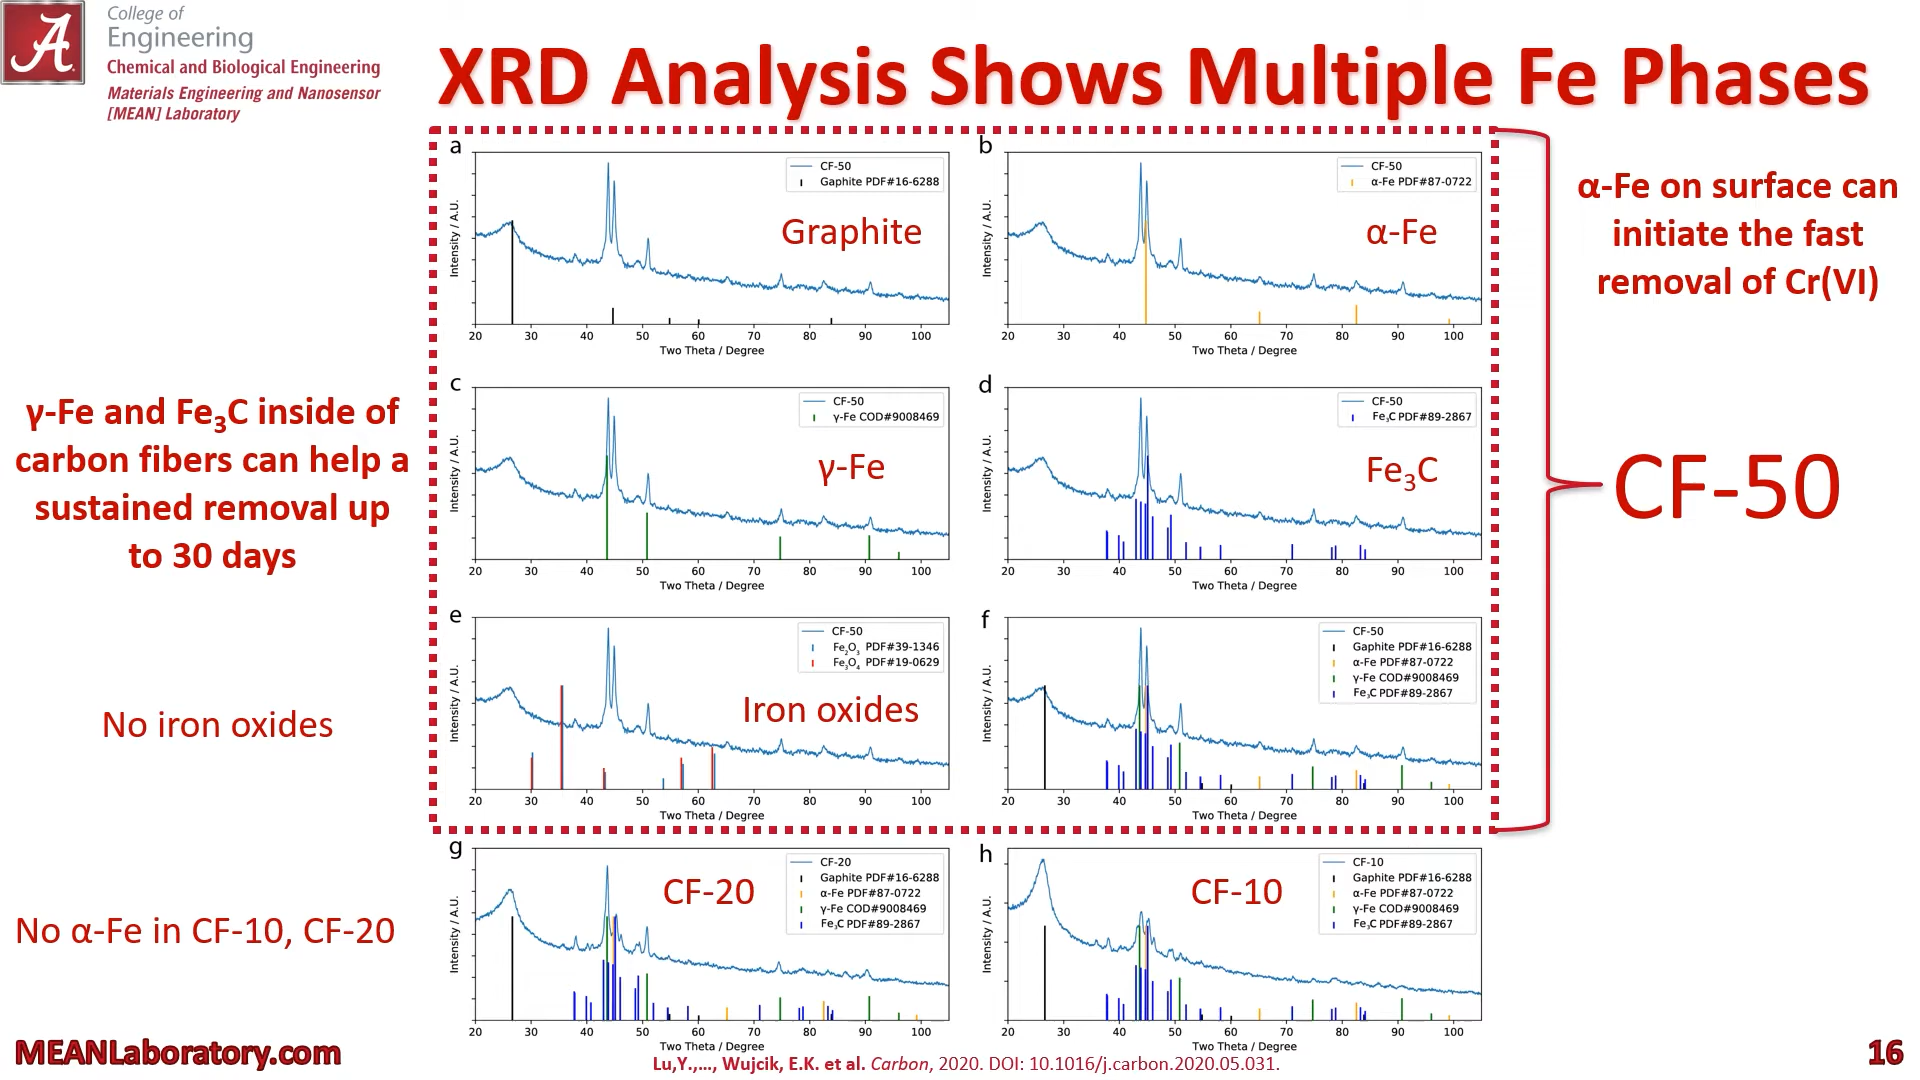 College of
Engineering
Chemical and Biological Engineering
Materials Engineering and Nanosensor
[MEAN] Laboratory
XRD Analysis Shows Multiple Fe Phases
a
CF-50
Gaphite PDF#16-6288
Graphite
Intensity / A.U.
20 30 40 50 60 70 80 90 100
Two Theta / Degree
b
CF-50
α-Fe PDF#87-0722
α-Fe
Intensity / A.U.
20 30 40 50 60 70 80 90 100
Two Theta / Degree
α-Fe on surface can
initiate the fast
removal of Cr(VI)
γ-Fe and Fe₃C inside of
carbon fibers can help a
sustained removal up
to 30 days
c
CF-50
γ-Fe COD#9008469
γ-Fe
Intensity / A.U.
20 30 40 50 60 70 80 90 100
Two Theta / Degree
d
CF-50
Fe₃C PDF#89-2867
Fe₃C
Intensity / A.U.
20 30 40 50 60 70 80 90 100
Two Theta / Degree
CF-50
No iron oxides
e
CF-50
Fe₂O₃ PDF#39-1346
Fe₃O₄ PDF#19-0629
Iron oxides
Intensity / A.U.
20 30 40 50 60 70 80 90 100
Two Theta / Degree
f
CF-50
Gaphite PDF#16-6288
α-Fe PDF#87-0722
γ-Fe COD#9008469
Fe₃C PDF#89-2867
Intensity / A.U.
20 30 40 50 60 70 80 90 100
Two Theta / Degree
No α-Fe in CF-10, CF-20
g
CF-20
Gaphite PDF#16-6288
α-Fe PDF#87-0722
γ-Fe COD#9008469
Fe₃C PDF#89-2867
CF-20
Intensity / A.U.
20 30 40 50 60 70 80 90 100
Two Theta / Degree
h
CF-10
Gaphite PDF#16-6288
α-Fe PDF#87-0722
γ-Fe COD#9008469
Fe₃C PDF#89-2867
CF-10
Intensity / A.U.
20 30 40 50 60 70 80 90 100
Two Theta / Degree
MEANLaboratory.com
Lu,Y.,…, Wujcik, E.K. et al. Carbon, 2020. DOI: 10.1016/j.carbon.2020.05.031.
16